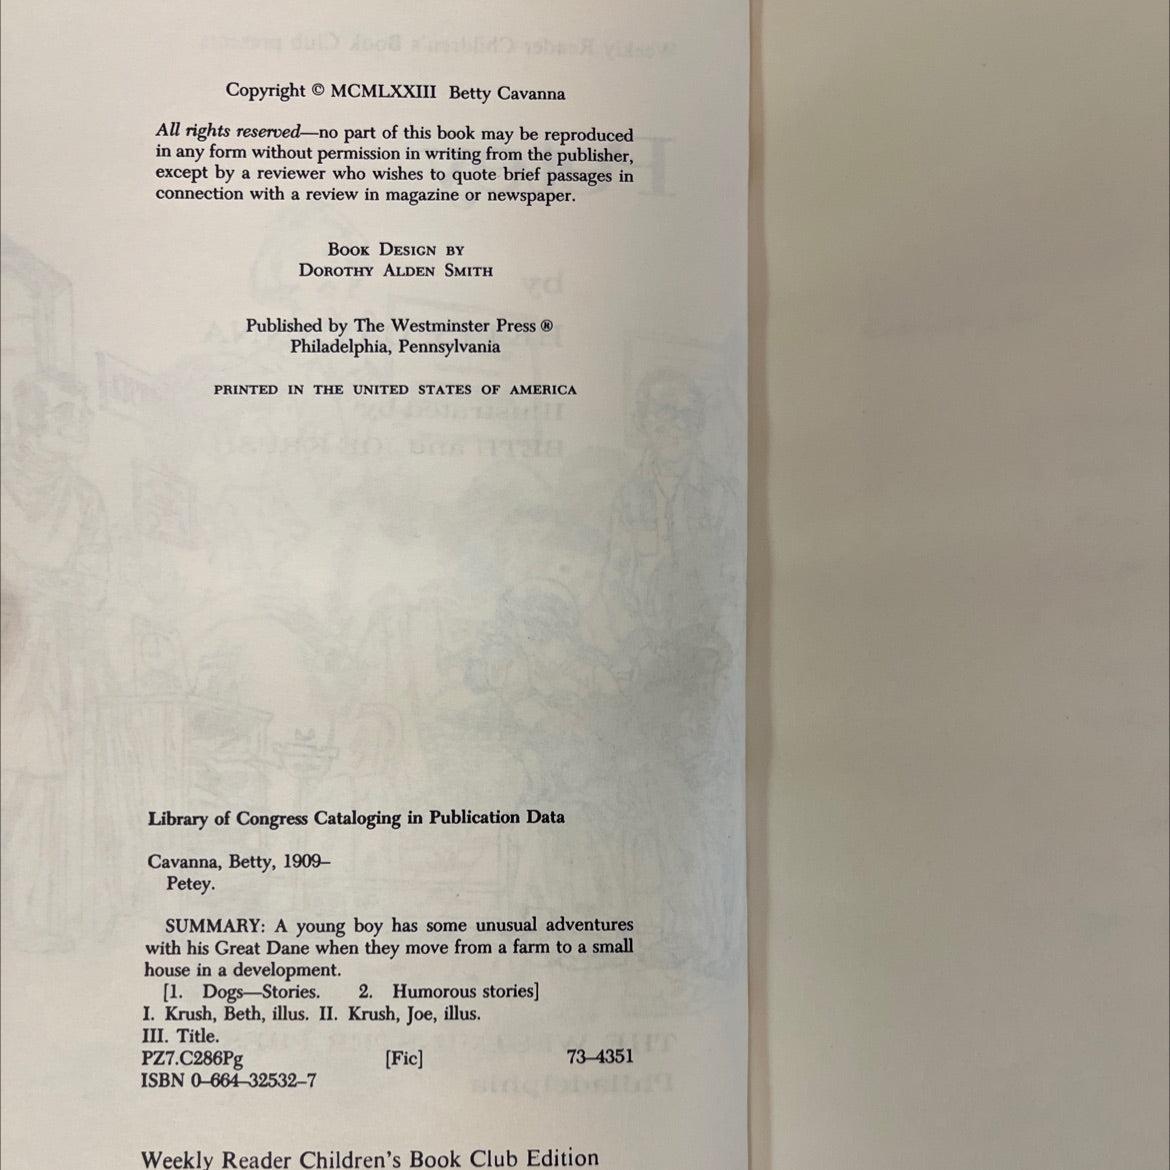 Copyright © MCMLXXIII Betty Cavanna
All rights reserved—no part of this book may be reproduced
in any form without permission in writing from the publisher,
except by a reviewer who wishes to quote brief passages in
connection with a review in magazine or newspaper.
BOOK DESIGN BY
DOROTHY ALDEN SMITH
Published by The Westminster Press ®
Philadelphia, Pennsylvania
PRINTED IN THE UNITED STATES OF AMERICA
Library of Congress Cataloging in Publication Data
Cavanna, Betty, 1909–
Petey.
SUMMARY: A young boy has some unusual adventures
with his Great Dane when they move from a farm to a small
house in a development.
[1. Dogs—Stories. 2. Humorous stories]
I. Krush, Beth, illus. II. Krush, Joe, illus.
III. Title.
PZ7.C286Pg [Fic] 73–4351
ISBN 0–664–32532–7
Weekly Reader Children's Book Club Edition